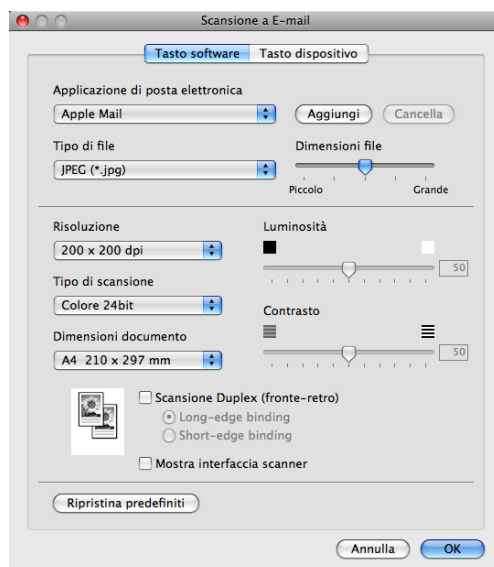 Scansione a E-mail
Tasto software Tasto dispositivo
Applicazione di posta elettronica
Apple Mail Aggiungi Cancella
Tipo di file Dimensioni file
JPEG (*.jpg)
Piccolo Grande
Risoluzione Luminosità
200 x 200 dpi
50
Tipo di scansione
Colore 24bit
Contrasto
Dimensioni documento
A4 210 x 297 mm 50
Scansione Duplex (fronte-retro)
Long-edge binding
Short-edge binding
Mostra interfaccia scanner
Ripristina predefiniti
Annulla OK